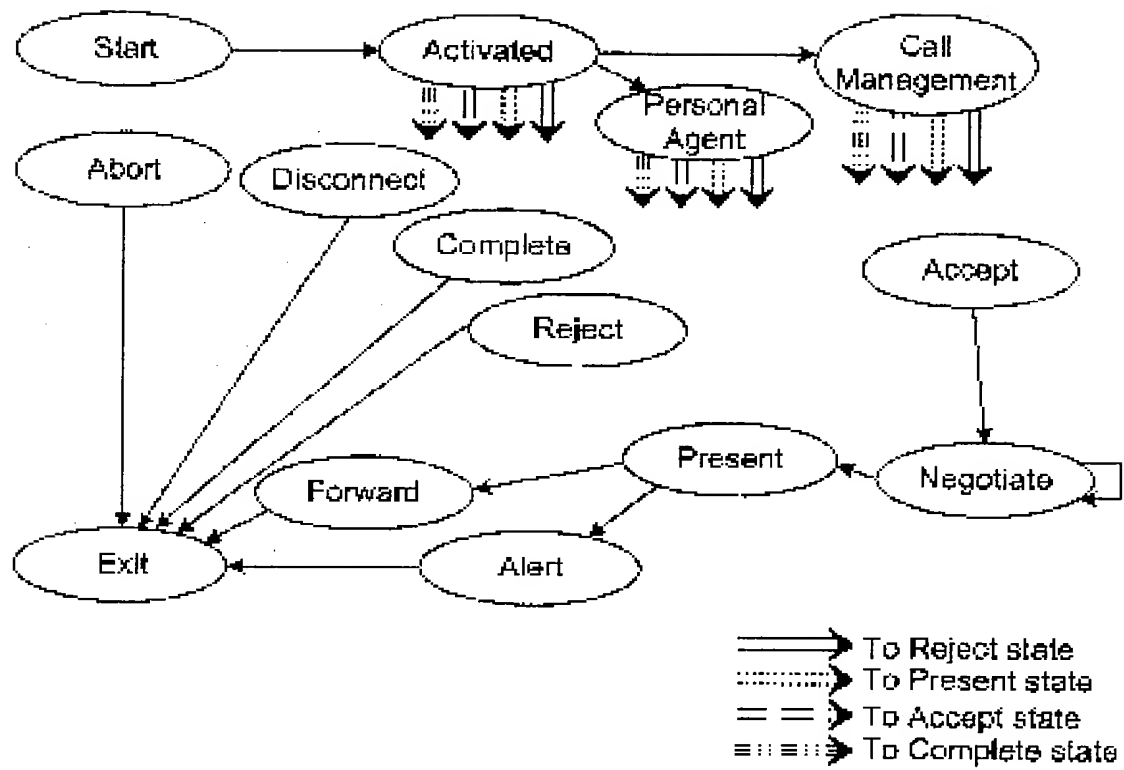 Start
Activated
Call
Management
Personal
Agent
Abort
Disconnect
Complete
Accept
Reject
Present
Negotiate
Forward
Exit
Alert
To Reject state
To Present state
To Accept state
To Complete state